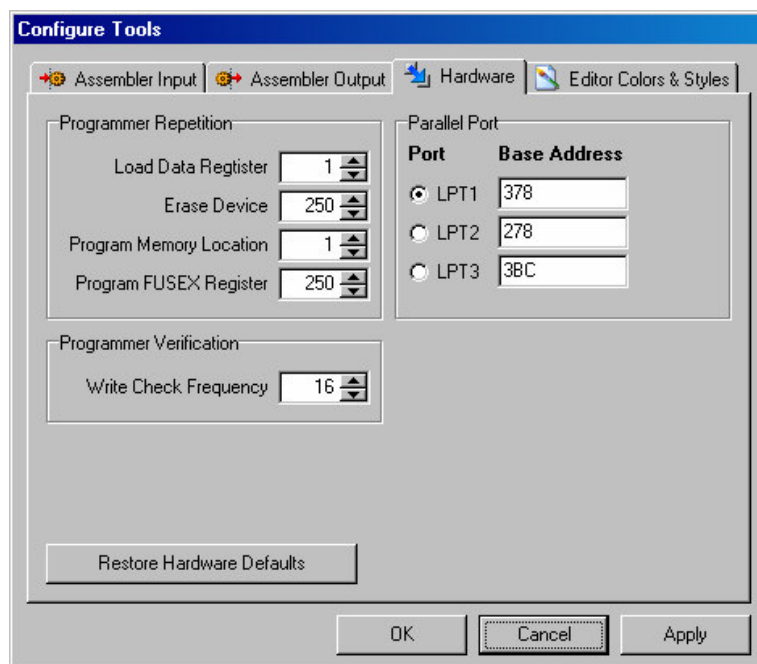 Configure Tools
Assembler Input Assembler Output Hardware Editor Colors & Styles
Programmer Repetition
Load Data Regtister 1
Erase Device 250
Program Memory Location 1
Program FUSEX Register 250
Programmer Verification
Write Check Frequency 16
Parallel Port
Port Base Address
LPT1 378
LPT2 278
LPT3 3BC
Restore Hardware Defaults
OK Cancel Apply